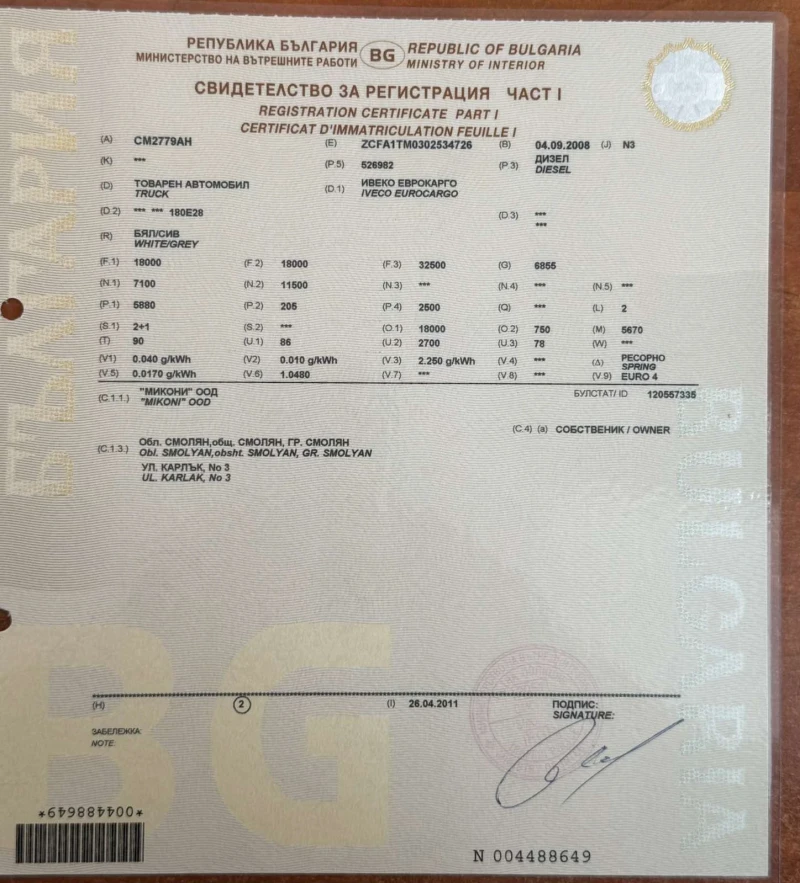 РЕПУБЛИКА БЪЛГАРИЯ BG REPUBLIC OF BULGARIA
МИНИСТЕРСТВО НА ВЪТРЕШНИТЕ РАБОТИ MINISTRY OF INTERIOR
СВИДЕТЕЛСТВО ЗА РЕГИСТРАЦИЯ ЧАСТ I
REGISTRATION CERTIFICATE PART I
CERTIFICAT D'IMMATRICULATION FEUILLE I
(A) CM2779AH (E) ZCFA1TM0302534726 (B) 04.09.2008 (J) N3
(K) *** (P.5) 526982 (P.3) ДИЗЕЛ
DIESEL
(D) ТОВАРЕН АВТОМОБИЛ (D.1) ИВЕКО ЕВРОКАРГО
TRUCK IVECO EUROCARGO
(D.2) *** *** 180E28 (D.3) ***
***
(R) БЯЛ/СИВ
WHITE/GREY
(F.1) 18000 (F.2) 18000 (F.3) 32500 (G) 6855
(N.1) 7100 (N.2) 11500 (N.3) *** (N.4) *** (N.5) ***
(P.1) 5880 (P.2) 205 (P.4) 2500 (Q) *** (L) 2
(S.1) 2+1 (S.2) *** (O.1) 18000 (O.2) 750 (M) 5670
(T) 90 (U.1) 86 (U.2) 2700 (U.3) 78 (W) ***
(V1) 0.040 g/kWh (V2) 0.010 g/kWh (V.3) 2.250 g/kWh (V.4) *** (Δ) РЕСОРНО
SPRING
(V.5) 0.0170 g/kWh (V.6) 1.0480 (V.7) *** (V.8) *** (V.9) EURO 4
(C.1.1.) "МИКОНИ" ООД БУЛСТАТ/ ID 120557335
"MIKONI" OOD
(C.4) (a) СОБСТВЕНИК / OWNER
(C.1.3.) Обл. СМОЛЯН,общ. СМОЛЯН, ГР. СМОЛЯН
Obl. SMOLYAN,obsht. SMOLYAN, GR. SMOLYAN
УЛ. КАРЛЪК, No 3
UL. KARLAK, No 3
(H) 2 (I) 26.04.2011 ПОДПИС:
SIGNATURE:
ЗАБЕЛЕЖКА:
NOTE:
*004488649*
N 004488649
БЪЛГАРИЯ
BULGARIA
BG